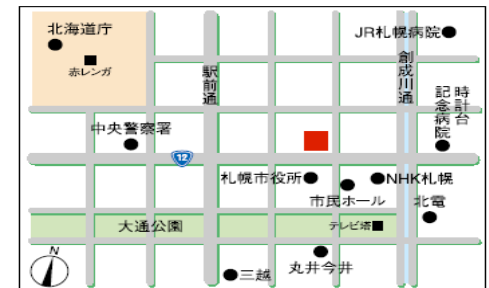 北海道庁
赤レンガ
駅前通
JR札幌病院
創成川通
時計台
記念病院
中央警察署
12
札幌市役所
NHK札幌
市民ホール
北電
大通公園
テレビ塔
N
三越
丸井今井